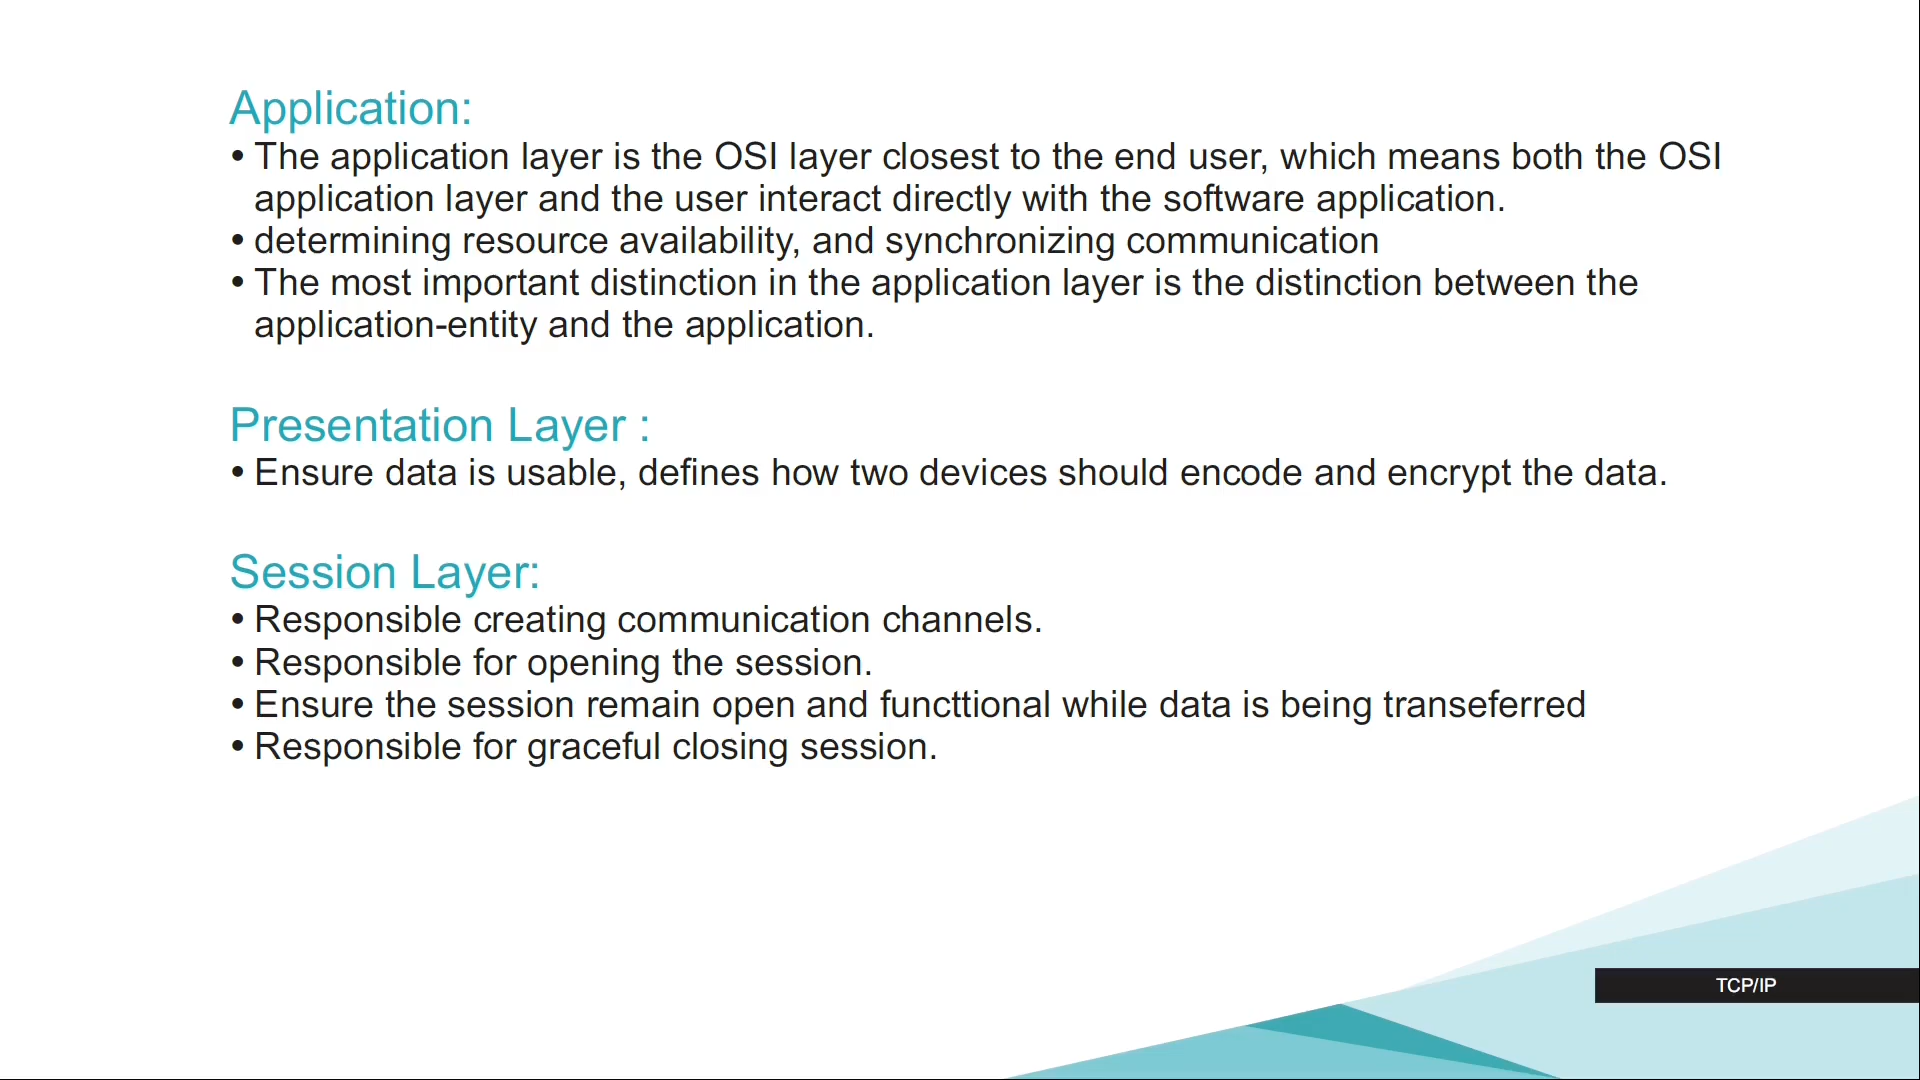 Application:
• The application layer is the OSI layer closest to the end user, which means both the OSI
application layer and the user interact directly with the software application.
• determining resource availability, and synchronizing communication
• The most important distinction in the application layer is the distinction between the
application-entity and the application.
Presentation Layer :
• Ensure data is usable, defines how two devices should encode and encrypt the data.
Session Layer:
• Responsible creating communication channels.
• Responsible for opening the session.
• Ensure the session remain open and functtional while data is being transeferred
• Responsible for graceful closing session.
TCP/IP